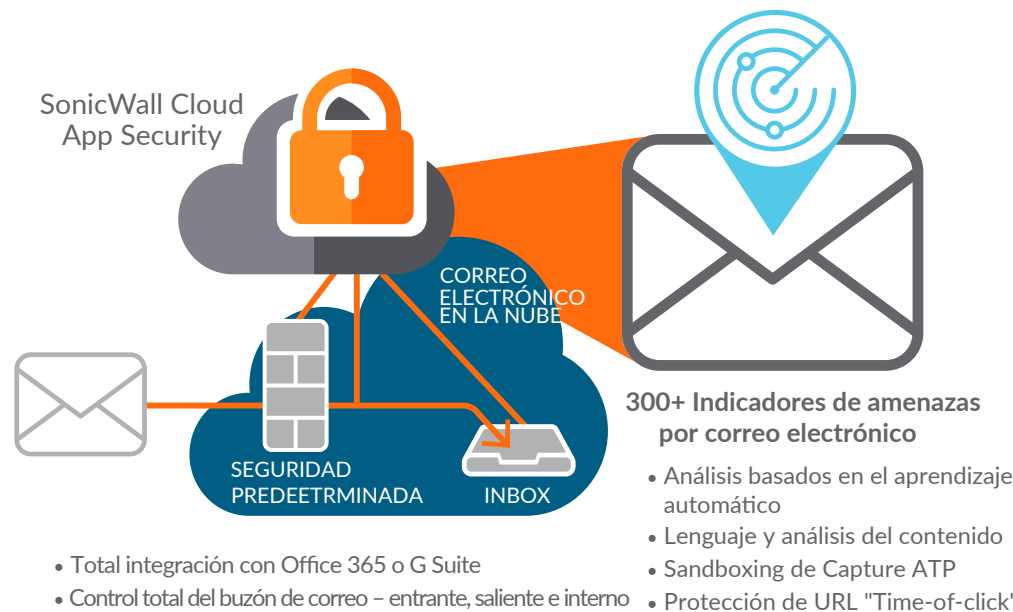 SonicWall Cloud
App Security
CORREO
ELECTRÓNICO
EN LA NUBE
SEGURIDAD
PREDEETRMINADA
INBOX
300+ Indicadores de amenazas
por correo electrónico
• Análisis basados en el aprendizaje
automático
• Lenguaje y análisis del contenido
• Sandboxing de Capture ATP
• Protección de URL "Time-of-click"
• Total integración con Office 365 o G Suite
• Control total del buzón de correo – entrante, saliente e interno